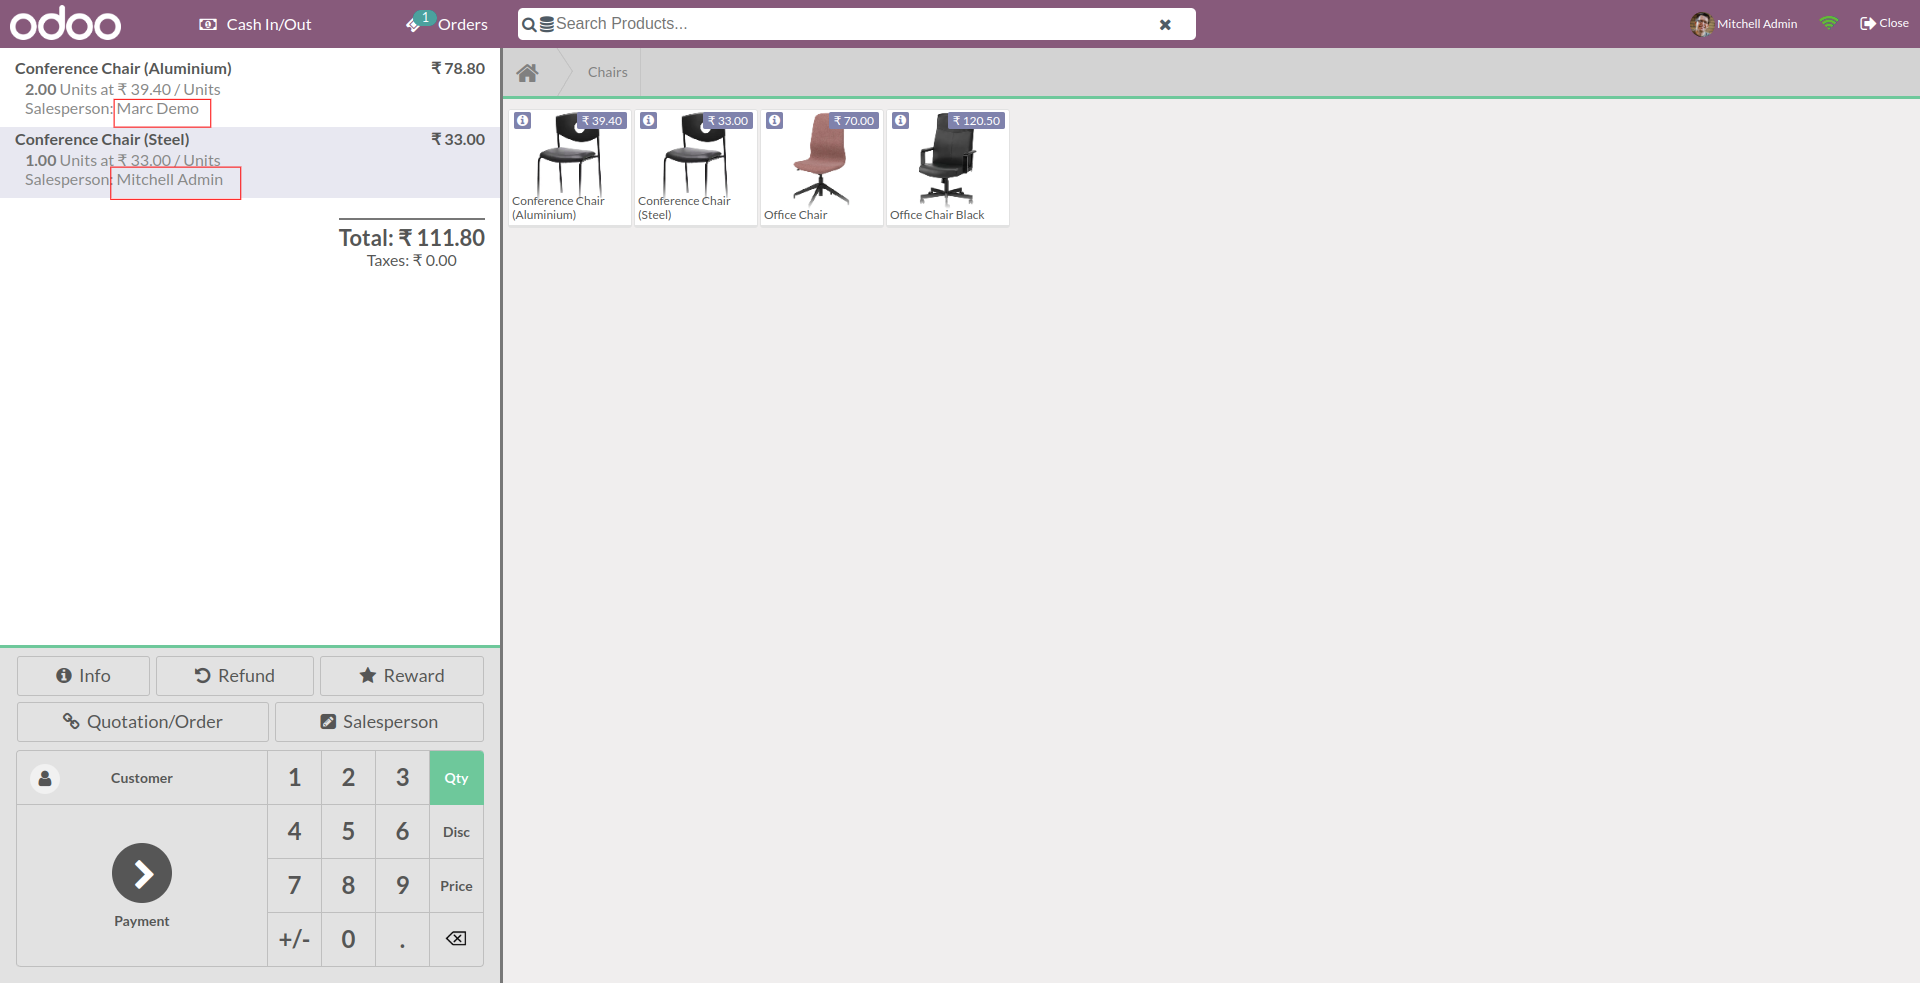 odoo
Cash In/Out
1
Orders
Search Products...
Mitchell Admin
Close
Conference Chair (Aluminium) ₹ 78.80
2.00 Units at ₹ 39.40 / Units
Salesperson: Marc Demo
Conference Chair (Steel) ₹ 33.00
1.00 Units at ₹ 33.00 / Units
Salesperson: Mitchell Admin
Total: ₹ 111.80
Taxes: ₹ 0.00
Chairs
₹ 39.40
Conference Chair
(Aluminium)
₹ 33.00
Conference Chair
(Steel)
₹ 70.00
Office Chair
₹ 120.50
Office Chair Black
Info
Refund
Reward
Quotation/Order
Salesperson
Customer
1 2 3 Qty
4 5 6 Disc
7 8 9 Price
+/- 0 .
Payment